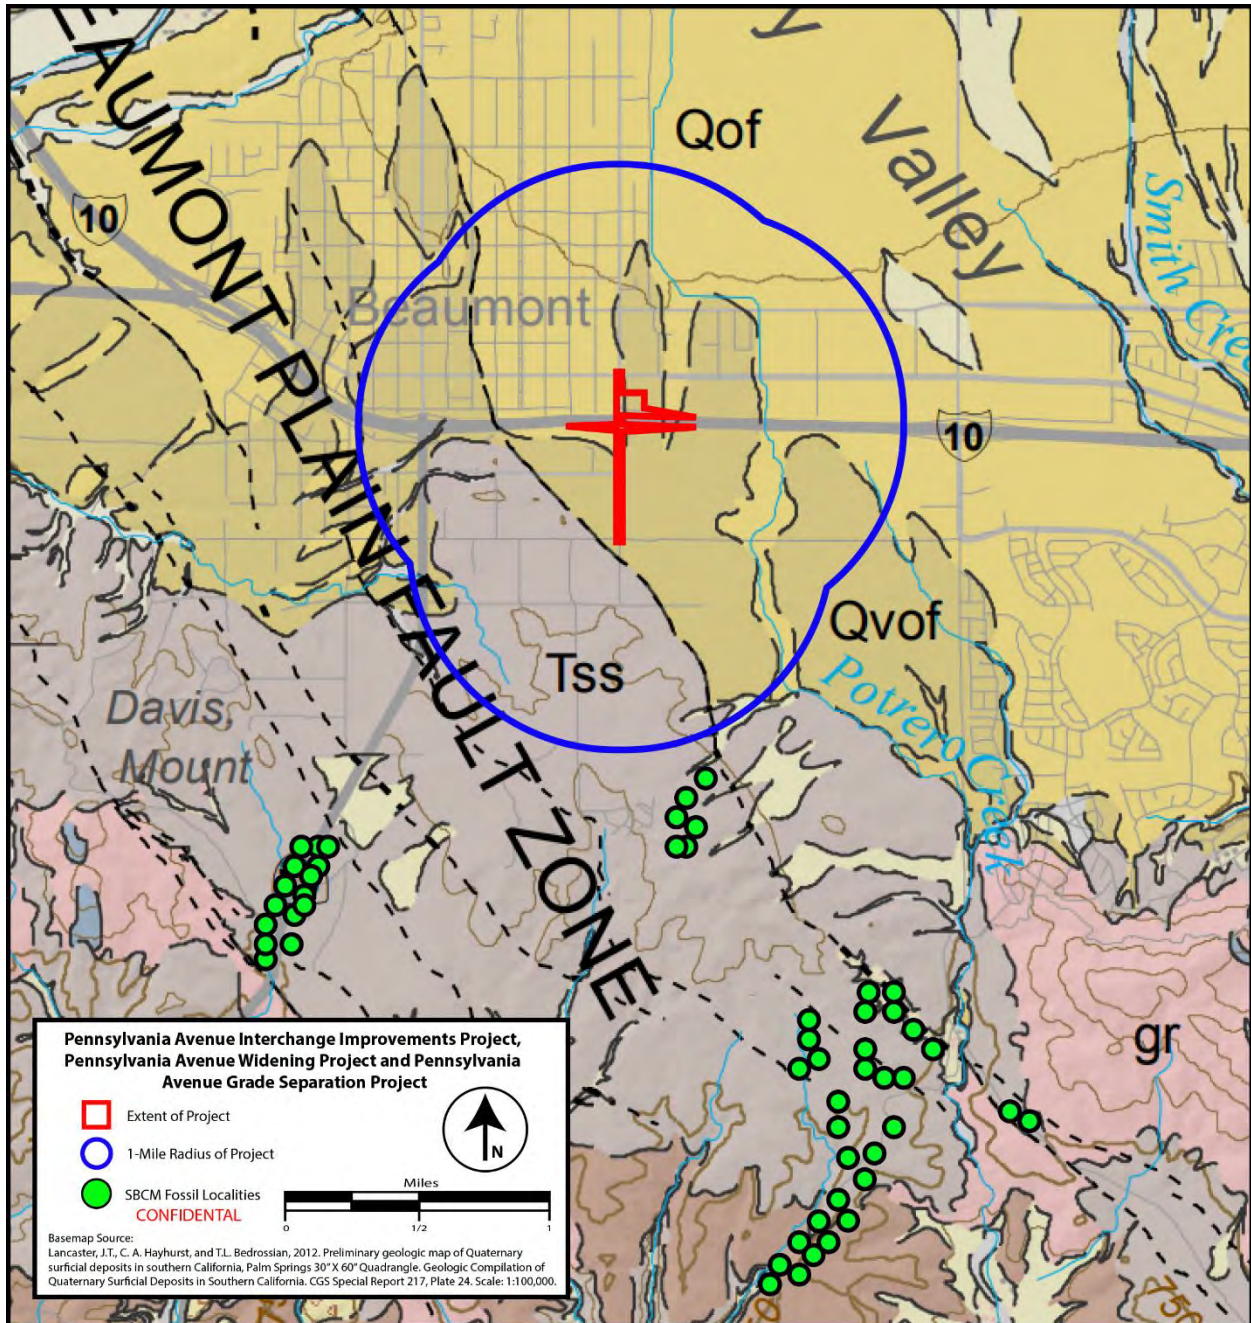 y
Qof
Valley
Smith Cree
10
EAUMONT PLAIN FAULT ZONE
Beaumont
10
Qvof
Tss
Potrero Creek
Davis,
Mount
gr
750
Pennsylvania Avenue Interchange Improvements Project,
Pennsylvania Avenue Widening Project and Pennsylvania
Avenue Grade Separation Project
Extent of Project
1-Mile Radius of Project
SBCM Fossil Localities
CONFIDENTAL
N
Miles
0 1/2 1
Basemap Source:
Lancaster, J.T., C. A. Hayhurst, and T.L. Bedrossian, 2012. Preliminary geologic map of Quaternary
surficial deposits in southern California, Palm Springs 30" X 60" Quadrangle. Geologic Compilation of
Quaternary Surficial Deposits in Southern California. CGS Special Report 217, Plate 24. Scale: 1:100,000.